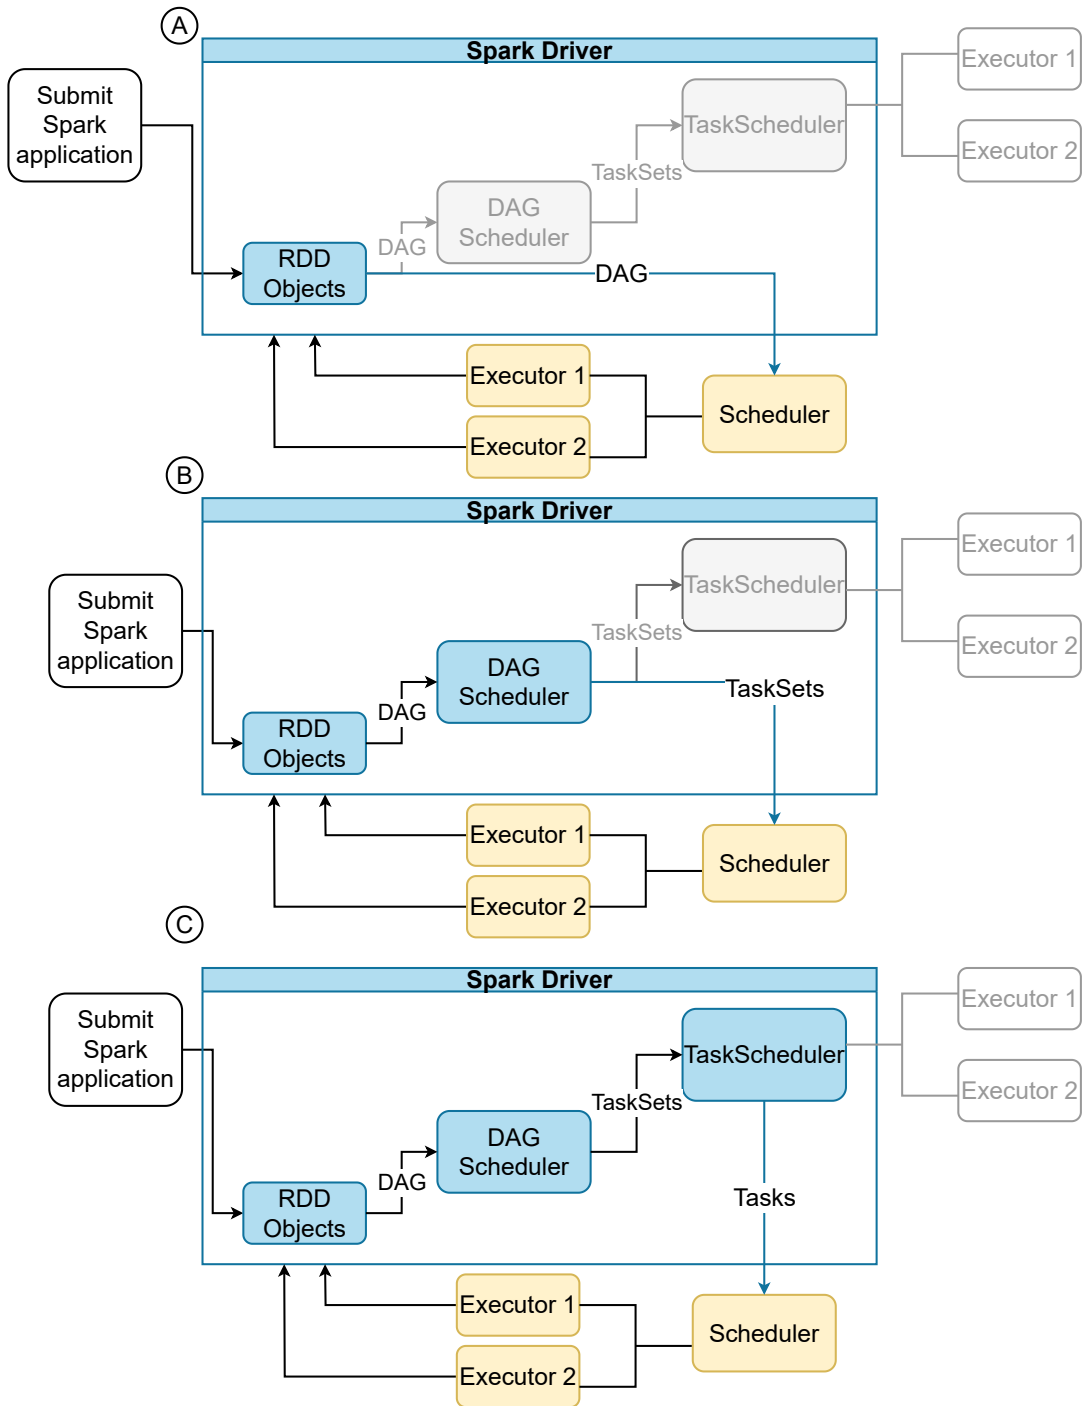 A
Spark Driver
Submit
Spark
application
Executor 1
TaskScheduler
Executor 2
TaskSets
DAG
Scheduler
DAG
RDD
Objects
DAG
Executor 1
Scheduler
Executor 2
B
Spark Driver
Submit
Spark
application
Executor 1
TaskScheduler
Executor 2
TaskSets
DAG
Scheduler
TaskSets
DAG
RDD
Objects
Executor 1
Scheduler
Executor 2
C
Spark Driver
Submit
Spark
application
Executor 1
TaskScheduler
Executor 2
TaskSets
DAG
Scheduler
DAG
Tasks
RDD
Objects
Executor 1
Scheduler
Executor 2